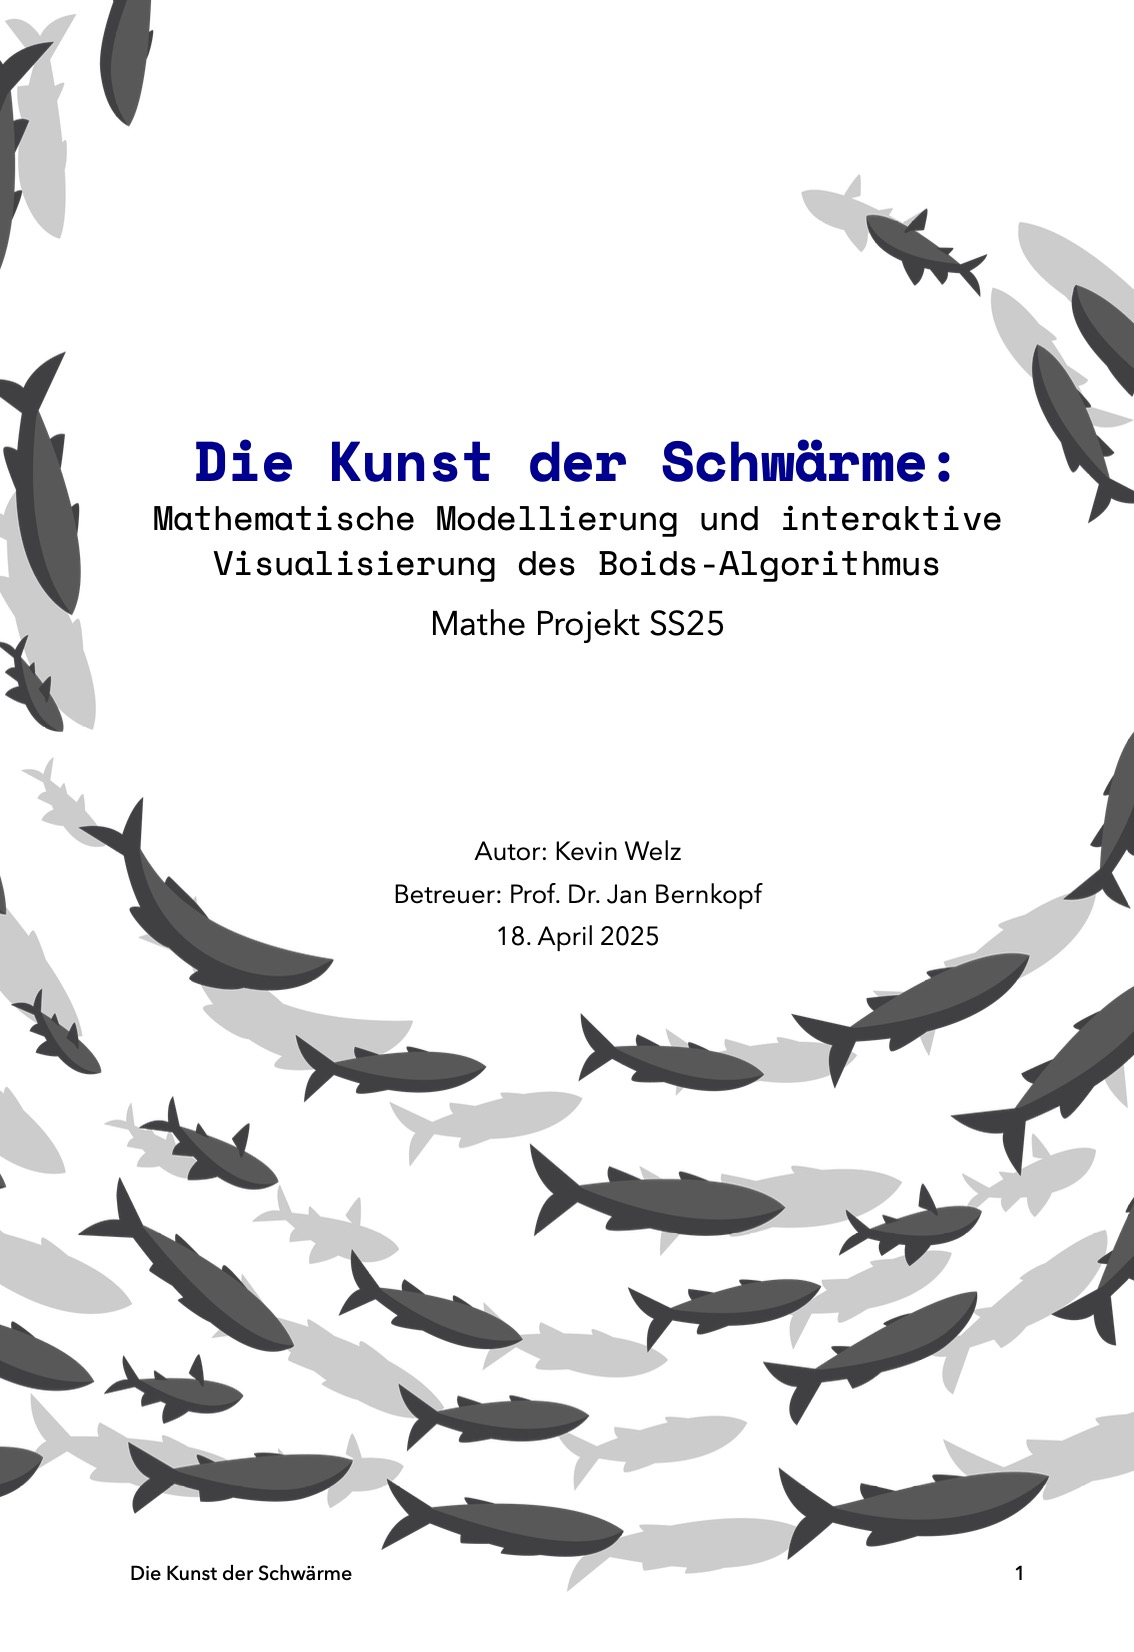 Die Kunst der Schwärme:
Mathematische Modellierung und interaktive
Visualisierung des Boids-Algorithmus
Mathe Projekt SS25
Autor: Kevin Welz
Betreuer: Prof. Dr. Jan Bernkopf
18. April 2025
Die Kunst der Schwärme 1